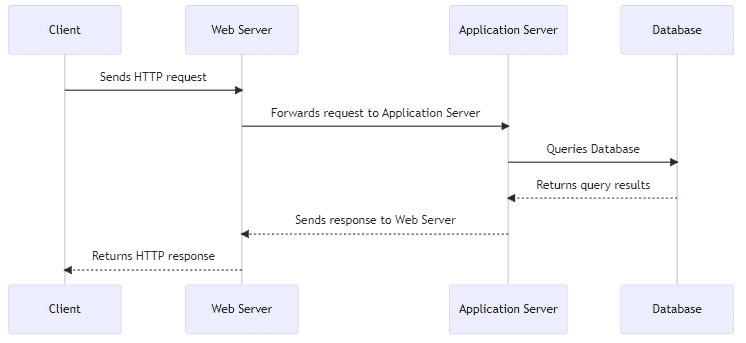 Client
Web Server
Application Server
Database
Sends HTTP request
Forwards request to Application Server
Queries Database
Returns query results
Sends response to Web Server
Returns HTTP response
Client
Web Server
Application Server
Database